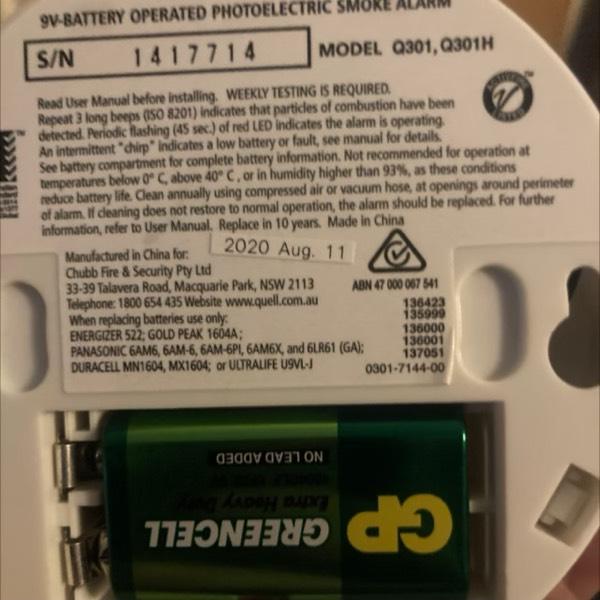 9V-BATTERY OPERATED PHOTOELECTRIC SMOKE ALARM
S/N 1417714 MODEL Q301, Q301H
Read User Manual before installing. WEEKLY TESTING IS REQUIRED.
Repeat 3 long beeps (ISO 8201) indicates that particles of combustion have been
detected. Periodic flashing (45 sec.) of red LED indicates the alarm is operating.
An intermittent "chirp" indicates a low battery or fault, see manual for details.
See battery compartment for complete battery information. Not recommended for operation at
temperatures below 0° C, above 40° C, or in humidity higher than 93%, as these conditions
reduce battery life. Clean annually using compressed air or vacuum hose, at openings around perimeter
of alarm. If cleaning does not restore to normal operation, the alarm should be replaced. For further
information, refer to User Manual. Replace in 10 years. Made in China
Manufactured in China for: 2020 Aug. 11
Chubb Fire & Security Pty Ltd
33-39 Talavera Road, Macquarie Park, NSW 2113 ABN 47 000 067 541
Telephone: 1800 654 435 Website www.quell.com.au 136423
135999
When replacing batteries use only: 136000
ENERGIZER 522; GOLD PEAK 1604A; 136001
PANASONIC 6AM6, 6AM-6, 6AM-6PI, 6AM6X, and 6LR61 (GA); 137051
DURACELL MN1604, MX1604; or ULTRALIFE U9VL-J 0301-7144-00
GP GREENCELL
Extra Heavy Duty
NO LEAD ADDED